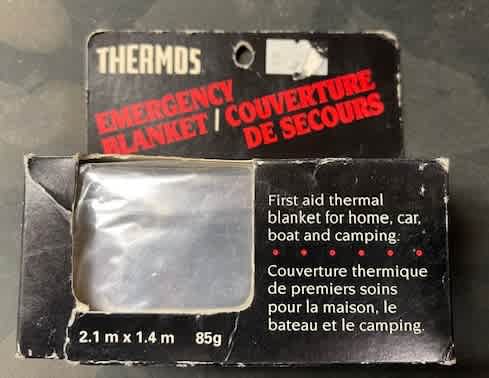 THERMOS
EMERGENCY
BLANKET
COUVERTURE
DE SECOURS
First aid thermal
blanket for home, car,
boat and camping:
Couverture thermique
de premiers soins
pour la maison, le
bateau et le camping.
2.1 m x 1.4 m 85g